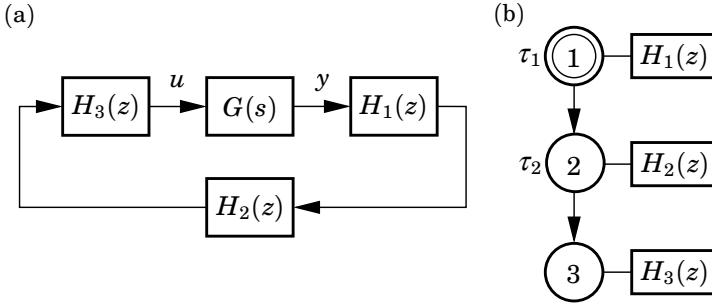 (a)
H₃(z)
u
G(s)
y
H₁(z)
H₂(z)
(b)
τ₁
1
H₁(z)
τ₂
2
H₂(z)
3
H₃(z)